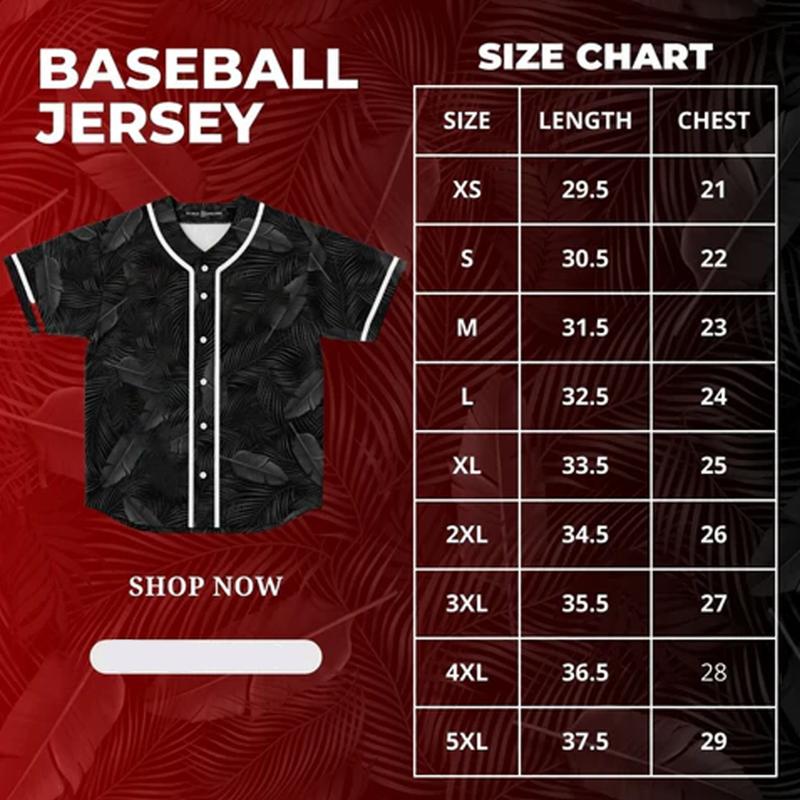 BASEBALL
JERSEY
SIZE CHART
SIZE LENGTH CHEST
XS 29.5 21
S 30.5 22
M 31.5 23
L 32.5 24
XL 33.5 25
2XL 34.5 26
3XL 35.5 27
4XL 36.5 28
5XL 37.5 29
SHOP NOW